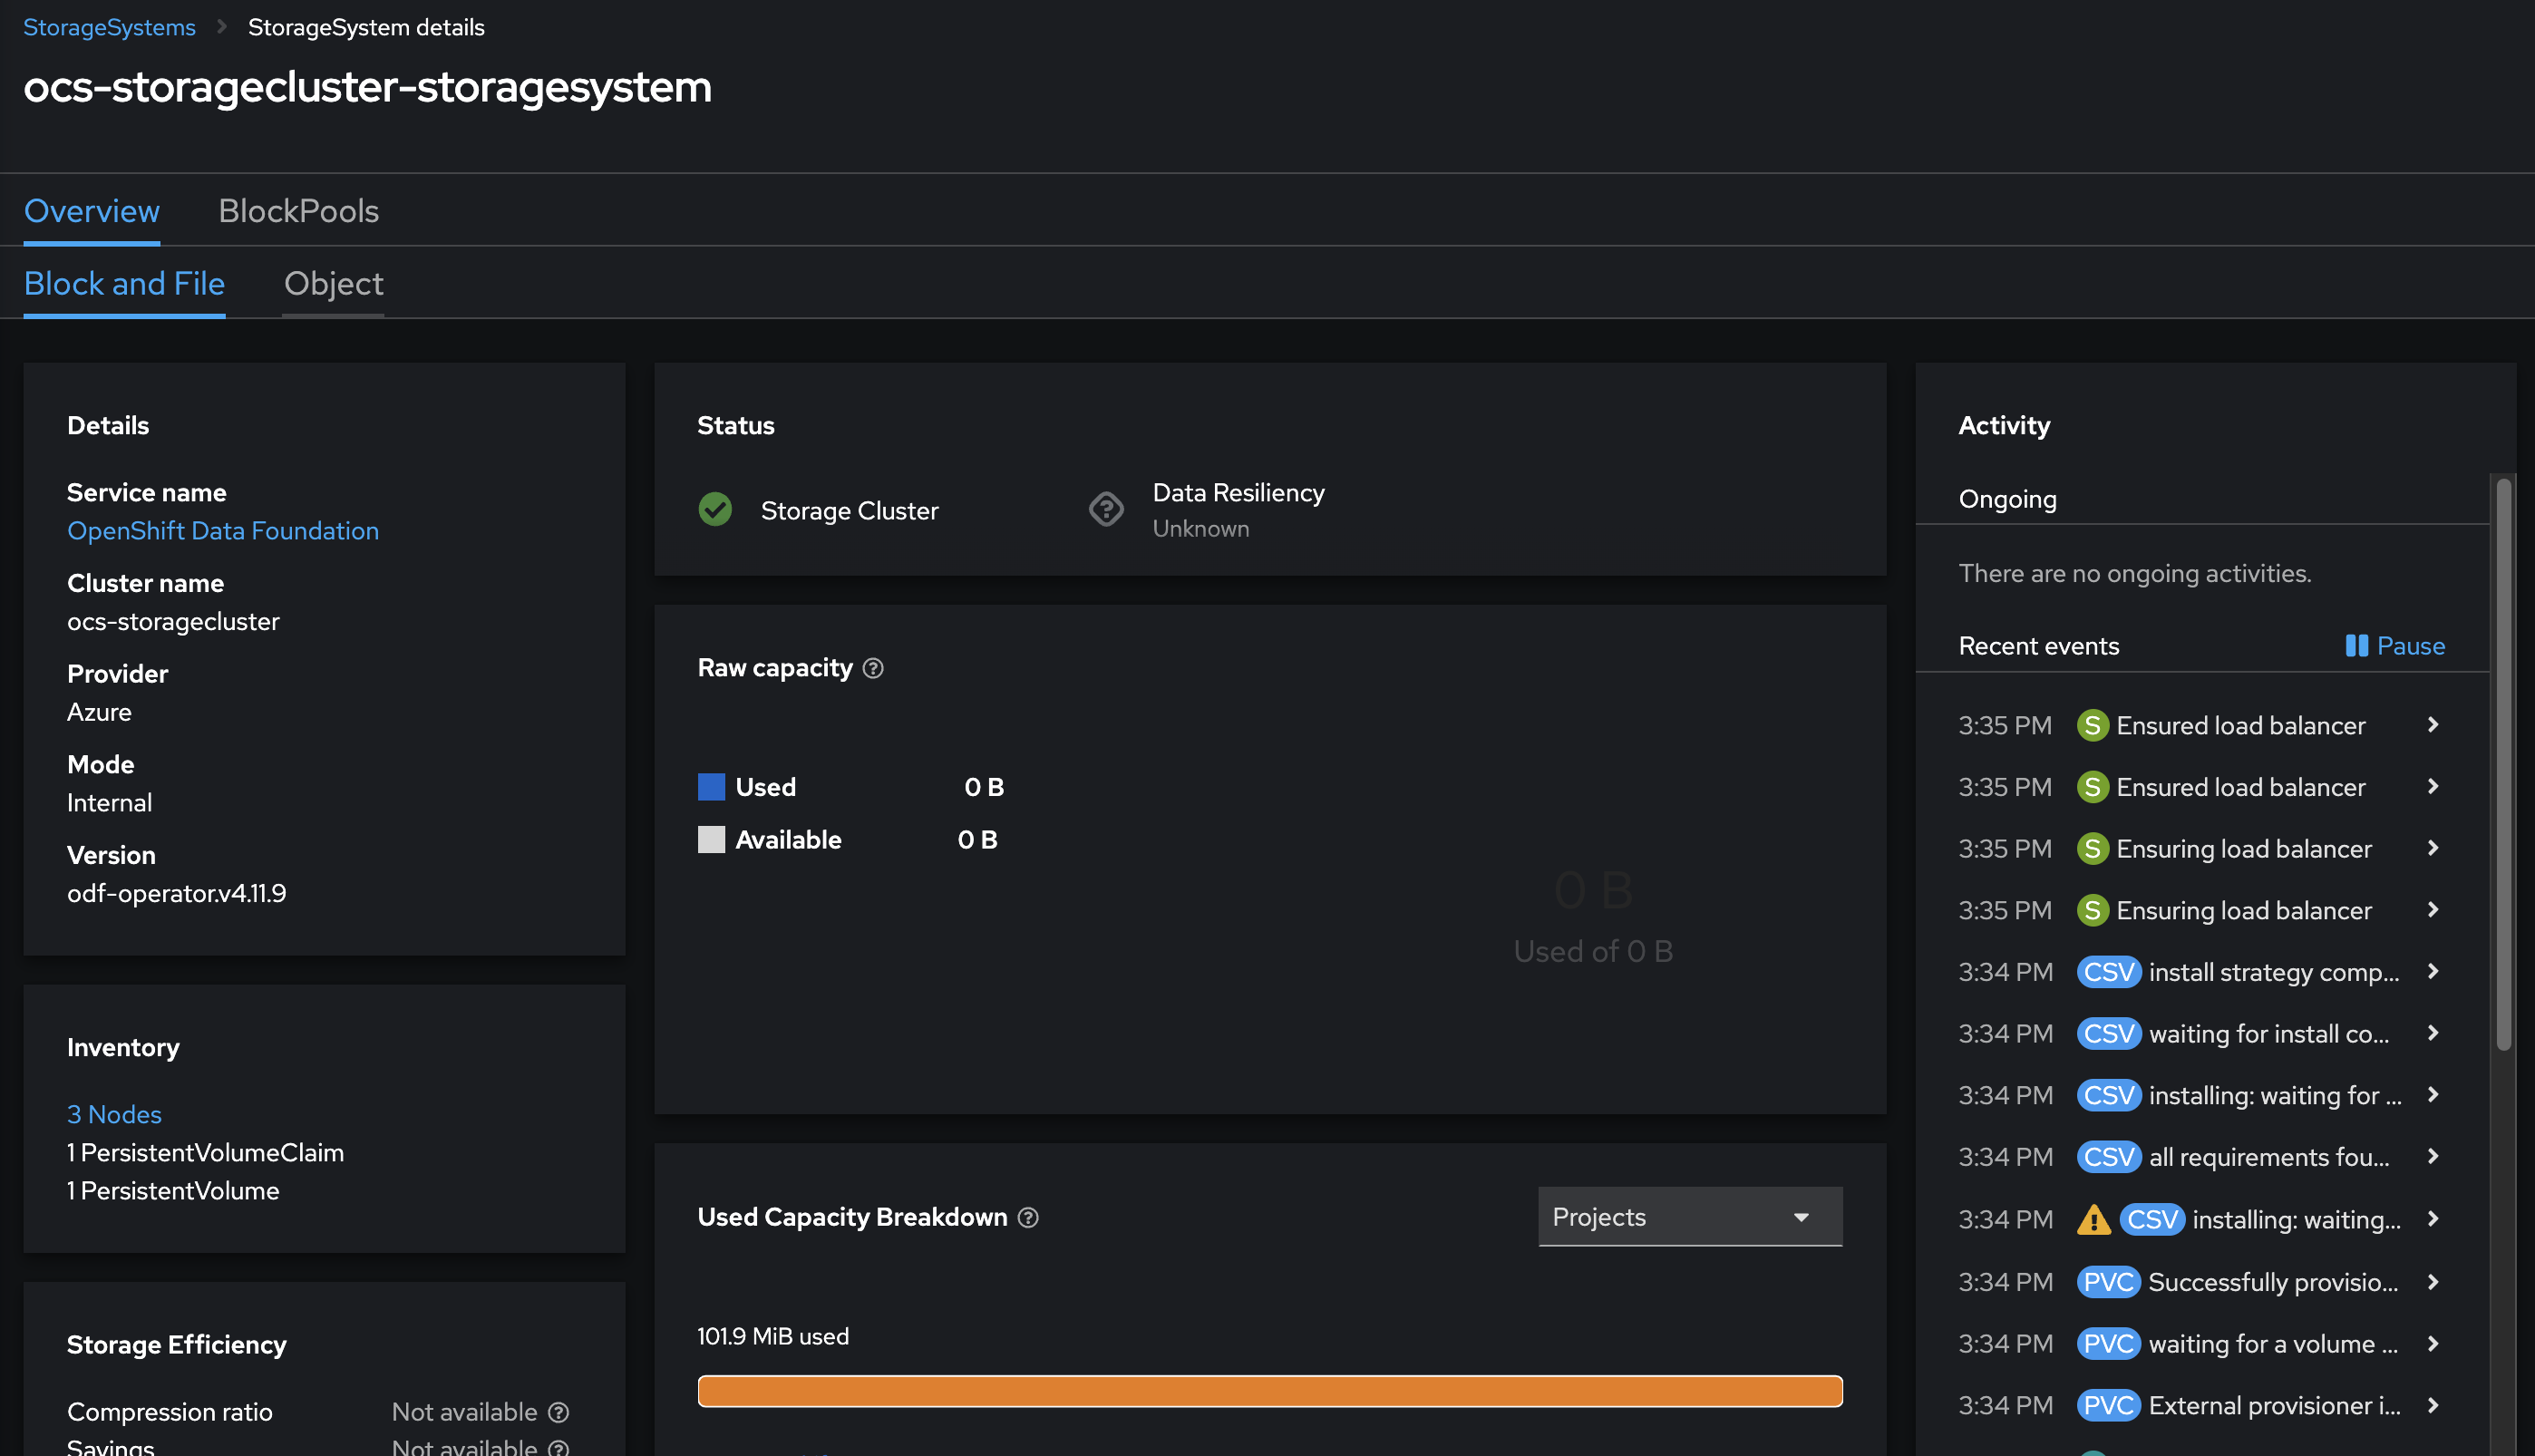 StorageSystems > StorageSystem details
ocs-storagecluster-storagesystem
Overview BlockPools
Block and File Object
Details
Service name
OpenShift Data Foundation
Cluster name
ocs-storagecluster
Provider
Azure
Mode
Internal
Version
odf-operator.v4.11.9
Inventory
3 Nodes
1 PersistentVolumeClaim
1 PersistentVolume
Storage Efficiency
Compression ratio Not available
Savings Not available
Status
Storage Cluster
Data Resiliency
Unknown
Raw capacity
Used 0 B
Available 0 B
0 B
Used of 0 B
Used Capacity Breakdown
Projects
101.9 MiB used
Activity
Ongoing
There are no ongoing activities.
Recent events Pause
3:35 PM S Ensured load balancer
3:35 PM S Ensured load balancer
3:35 PM S Ensuring load balancer
3:35 PM S Ensuring load balancer
3:34 PM CSV install strategy comp...
3:34 PM CSV waiting for install co...
3:34 PM CSV installing: waiting for ...
3:34 PM CSV all requirements fou...
3:34 PM CSV installing: waiting...
3:34 PM PVC Successfully provisio...
3:34 PM PVC waiting for a volume ...
3:34 PM PVC External provisioner i...